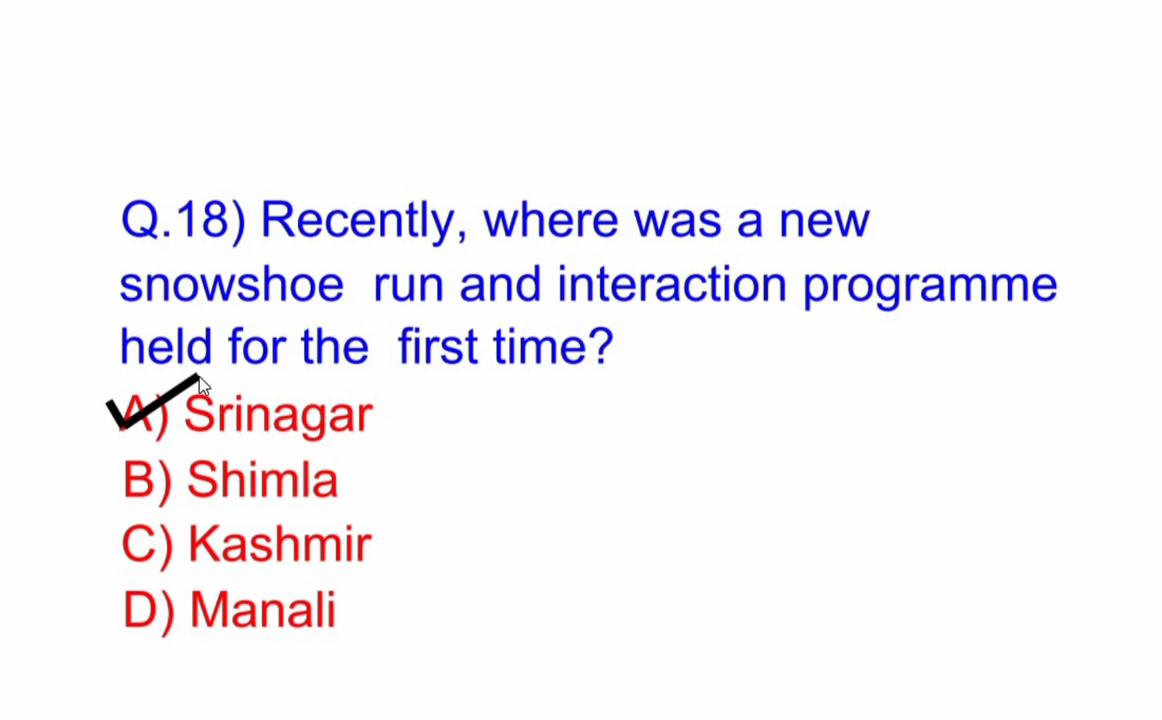 Q.18) Recently, where was a new
snowshoe run and interaction programme
held for the first time?
A) Srinagar
B) Shimla
C) Kashmir
D) Manali